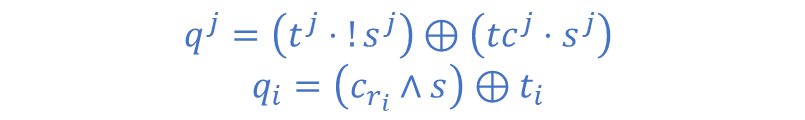 q^j = (t^j · !s^j) ⊕ (tc^j · s^j)
q_i = (c_{r_i} ∧ s) ⊕ t_i